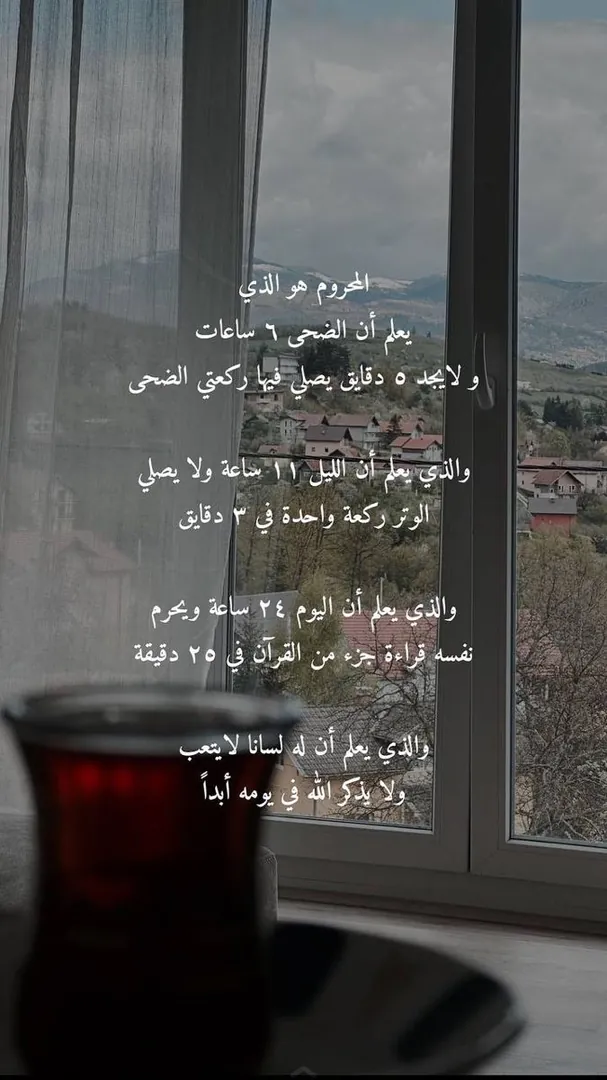 المحروم هو الذي
يعلم أن الضحى ٦ ساعات
و لايجد ٥ دقايق يصلي فيها ركعتي الضحى
والذي يعلم أن الليل ١١ ساعة ولا يصلي
الوتر ركعة واحدة في ٣ دقايق
والذي يعلم أن اليوم ٢٤ ساعة ويحرم
نفسه قراءة جزء من القرآن في ٢٥ دقيقة
والذي يعلم أن له لسانا لايتعب
ولا يذكر الله في يومه أبداً